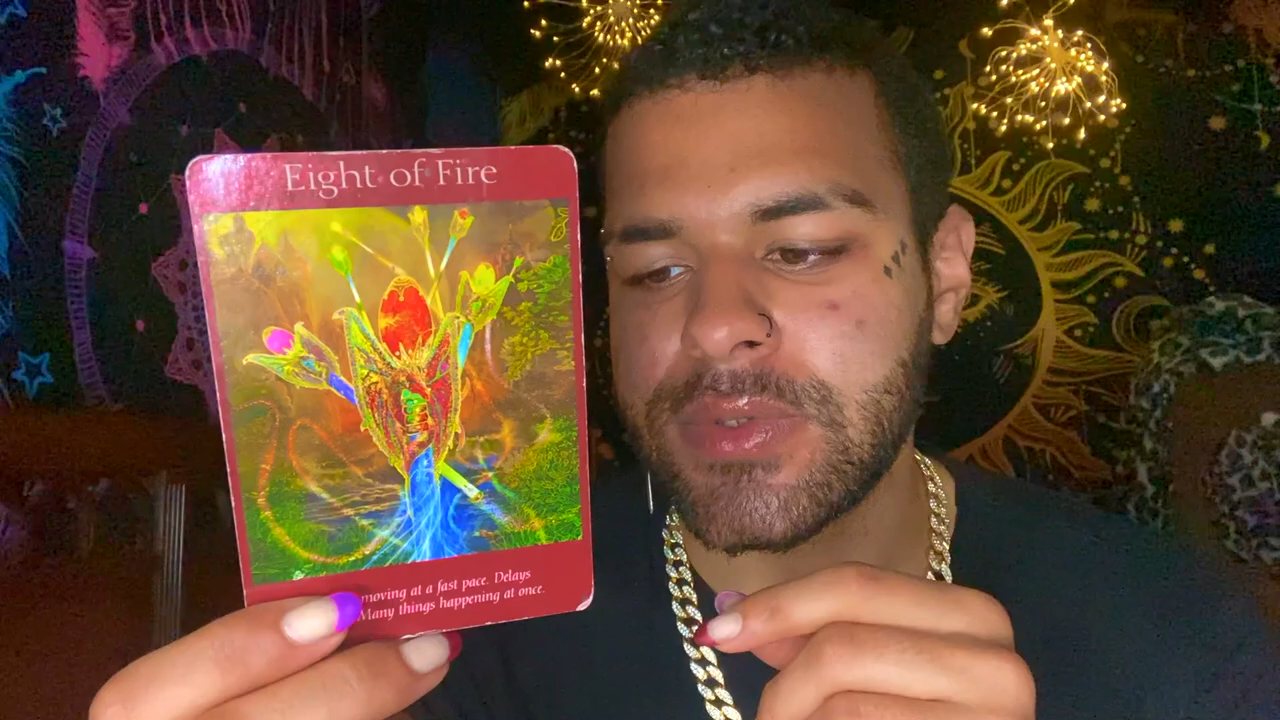 Eight of Fire
moving at a fast pace. Delays
Many things happening at once.